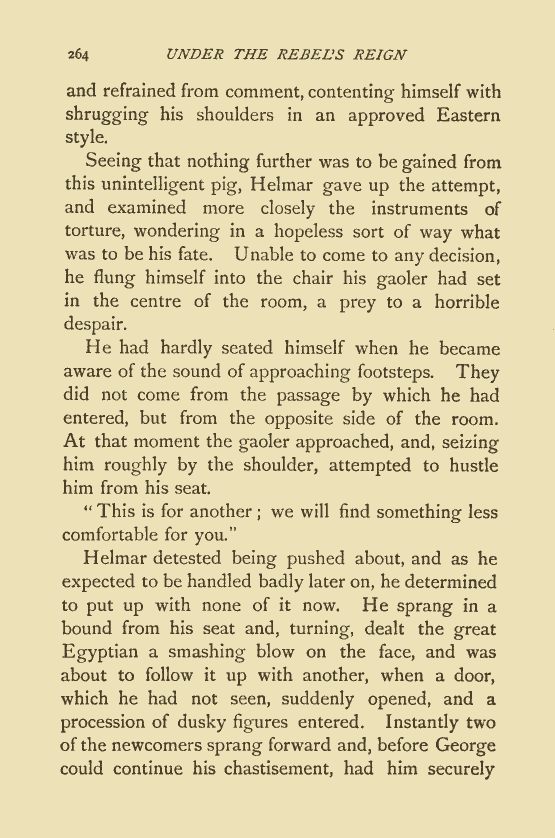 264 UNDER THE REBEL'S REIGN
and refrained from comment, contenting himself with
shrugging his shoulders in an approved Eastern
style.
Seeing that nothing further was to be gained from
this unintelligent pig, Helmar gave up the attempt,
and examined more closely the instruments of
torture, wondering in a hopeless sort of way what
was to be his fate. Unable to come to any decision,
he flung himself into the chair his gaoler had set
in the centre of the room, a prey to a horrible
despair.
He had hardly seated himself when he became
aware of the sound of approaching footsteps. They
did not come from the passage by which he had
entered, but from the opposite side of the room.
At that moment the gaoler approached, and, seizing
him roughly by the shoulder, attempted to hustle
him from his seat.
"This is for another; we will find something less
comfortable for you."
Helmar detested being pushed about, and as he
expected to be handled badly later on, he determined
to put up with none of it now. He sprang in a
bound from his seat and, turning, dealt the great
Egyptian a smashing blow on the face, and was
about to follow it up with another, when a door,
which he had not seen, suddenly opened, and a
procession of dusky figures entered. Instantly two
of the newcomers sprang forward and, before George
could continue his chastisement, had him securely